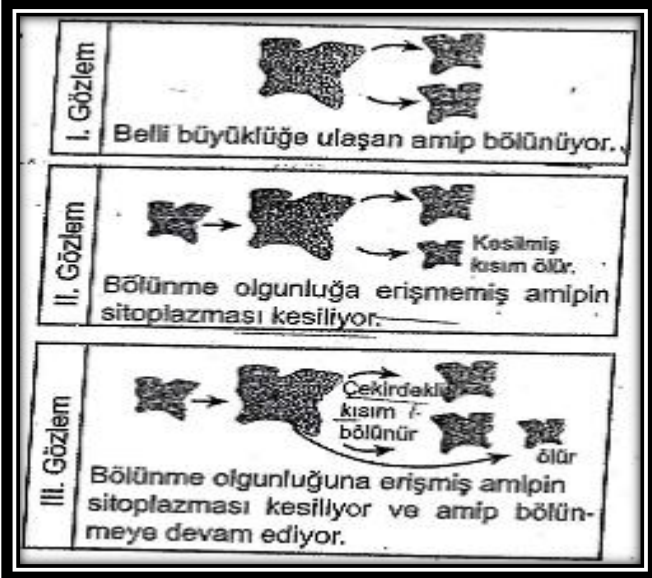 I. Gözlem
Belli büyüklüğe ulaşan amip bölünüyor.
II. Gözlem
Kesilmiş
kısım ölür.
Bölünme olgunluğa erişmemiş amipin
sitoplazması kesiliyor.
III. Gözlem
Çekirdekli
kısım
bölünür
ölür
Bölünme olgunluğuna erişmiş amipin
sitoplazması kesiliyor ve amip bölün-
meye devam ediyor.